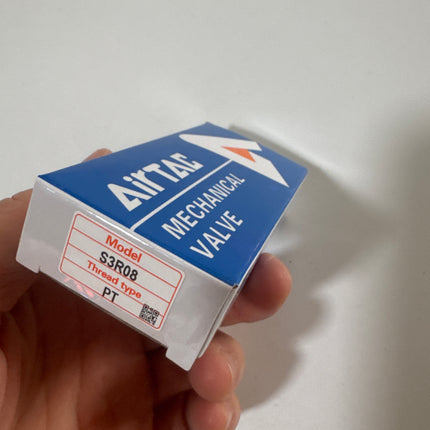 AirTAC
MECHANICAL
VALVE
Model
S3R08
Thread type
PT